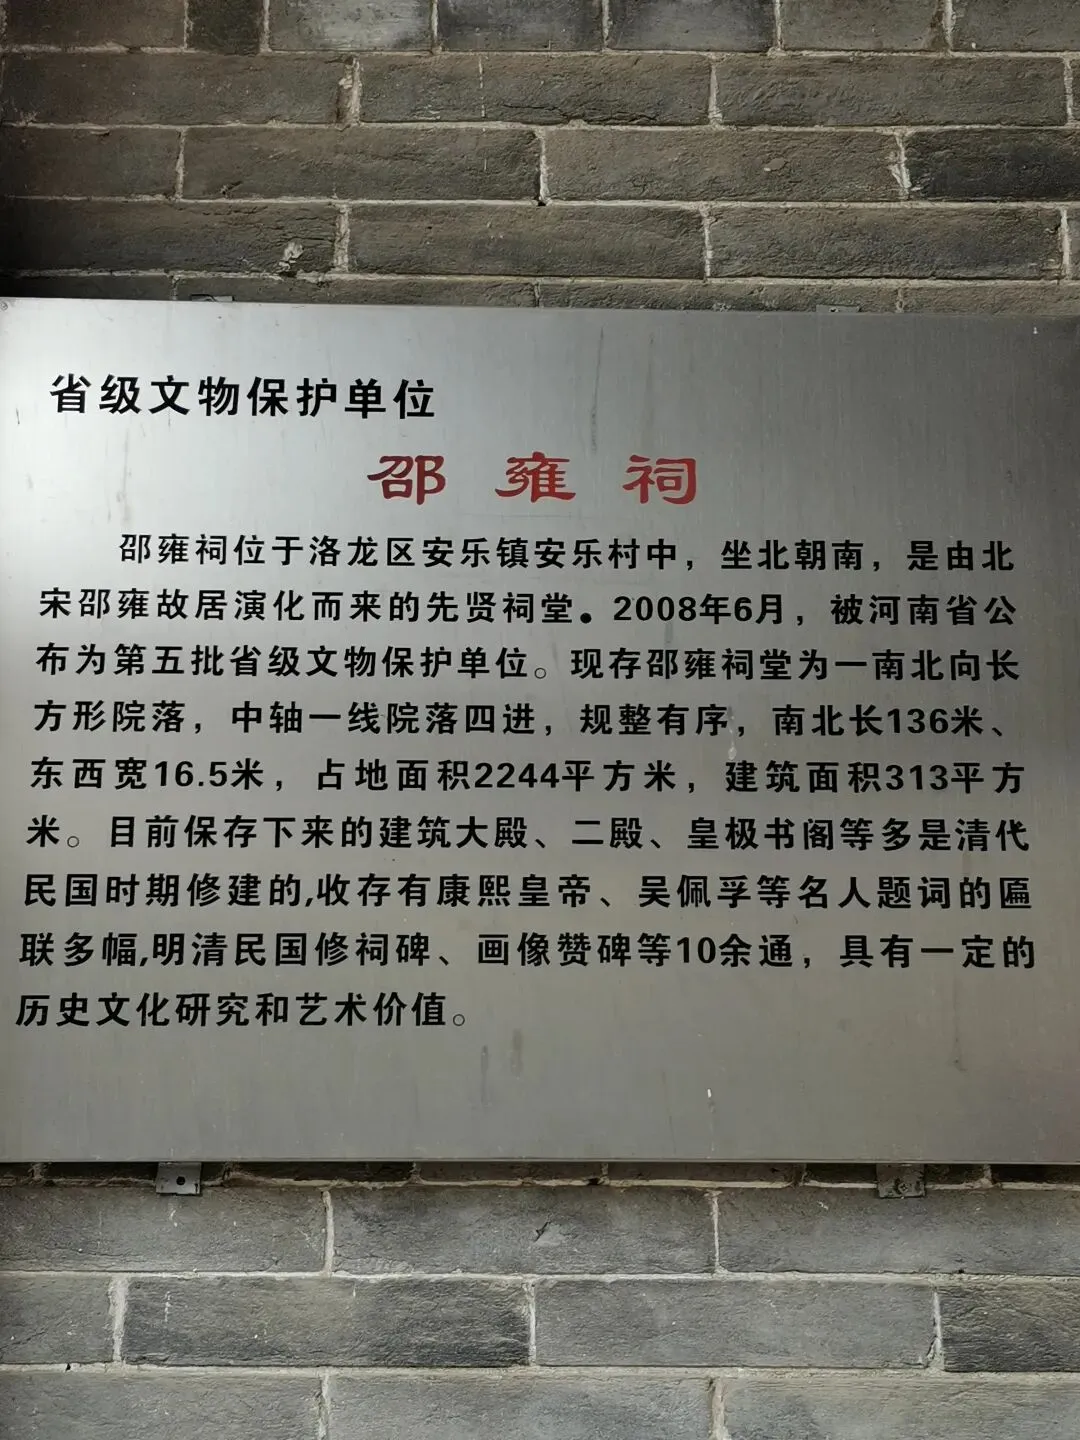 省级文物保护单位
邵雍祠
邵雍祠位于洛龙区安乐镇安乐村中，坐北朝南，是由北
宋邵雍故居演化而来的先贤祠堂。2008年6月，被河南省公
布为第五批省级文物保护单位。现存邵雍祠堂为一南北向长
方形院落，中轴一线院落四进，规整有序，南北长136米、
东西宽16.5米，占地面积2244平方米，建筑面积313平方
米。目前保存下来的建筑大殿、二殿、皇极书阁等多是清代
民国时期修建的,收存有康熙皇帝、吴佩孚等名人题词的匾
联多幅,明清民国修祠碑、画像赞碑等10余通，具有一定的
历史文化研究和艺术价值。